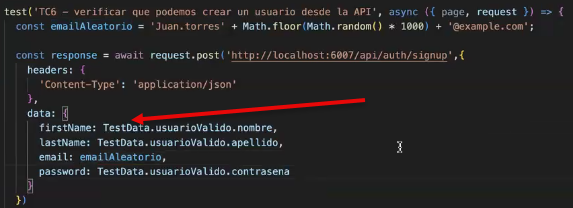 test('TC6 - verificar que podemos crear un usuario desde la API', async ({ page, request }) => {
const emailAleatorio = 'Juan.torres' + Math.floor(Math.random() * 1000) + '@example.com';
const response = await request.post('http://localhost:6007/api/auth/signup',{
headers: {
'Content-Type': 'application/json'
},
data: {
firstName: TestData.usuarioValido.nombre,
lastName: TestData.usuarioValido.apellido,
email: emailAleatorio,
password: TestData.usuarioValido.contrasena
}
})